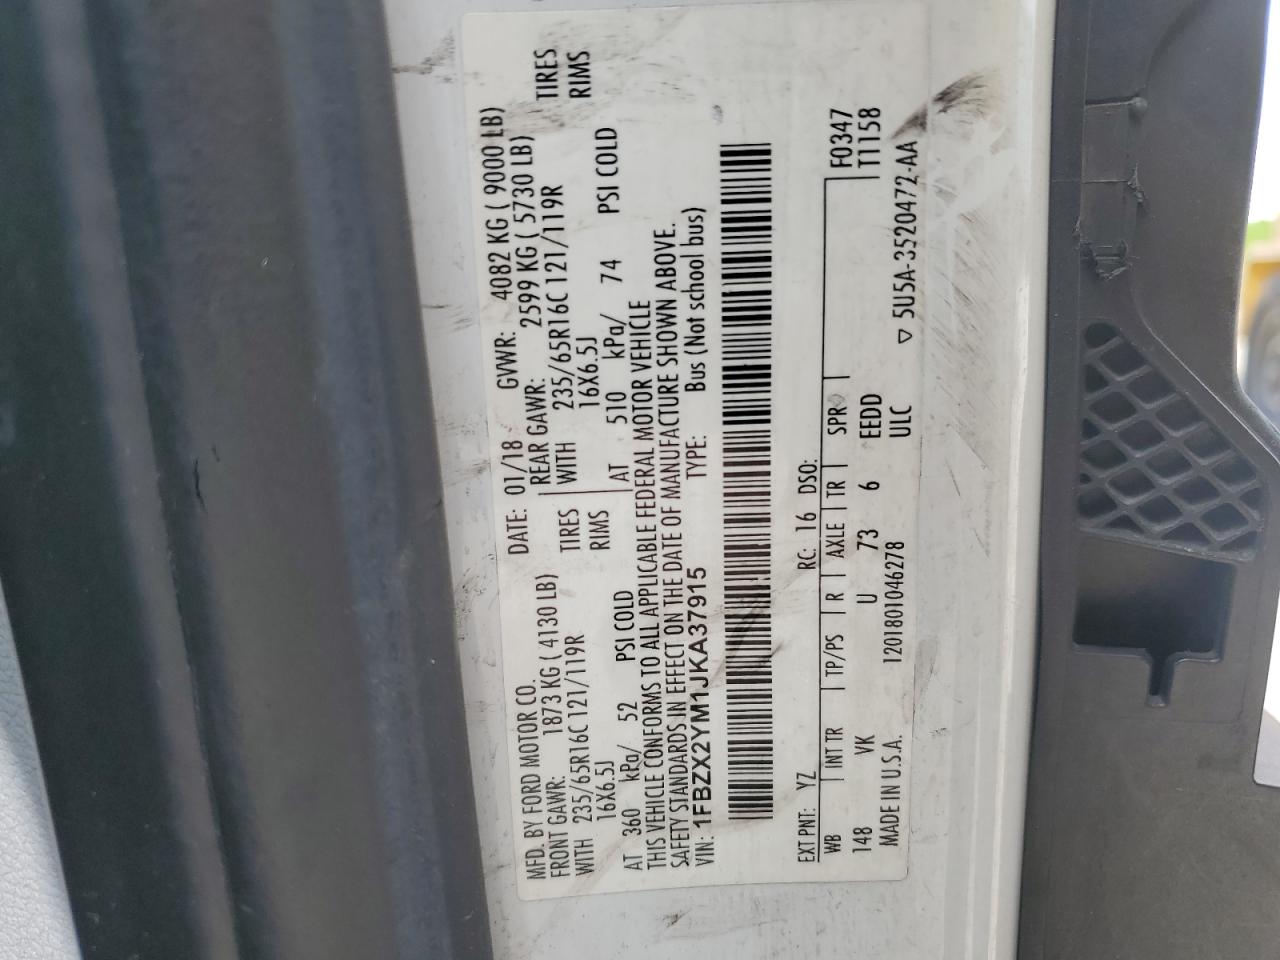 MFD. BY FORD MOTOR CO. DATE: 01/18 GVWR: 4082 KG ( 9000 LB)
FRONT GAWR: 1873 KG ( 4130 LB) REAR GAWR: 2599 KG ( 5730 LB)
WITH 235/65R16C 121/119R TIRES WITH 235/65R16C 121/119R TIRES
16X6.5J RIMS 16X6.5J RIMS
AT 360 kPa/ 52 PSI COLD AT 510 kPa/ 74 PSI COLD
THIS VEHICLE CONFORMS TO ALL APPLICABLE FEDERAL MOTOR VEHICLE
SAFETY STANDARDS IN EFFECT ON THE DATE OF MANUFACTURE SHOWN ABOVE.
VIN: 1FBZX2YM1JKA37915 TYPE: Bus (Not school bus)
EXT PNT: YZ RC: 16 DSO: F0347
WB INT TR TP/PS R AXLE TR SPR T1158
148 VK U 73 6 EEDD
MADE IN U.S.A. 1201801046278 ULC ▽ 5U5A-3520472-AA